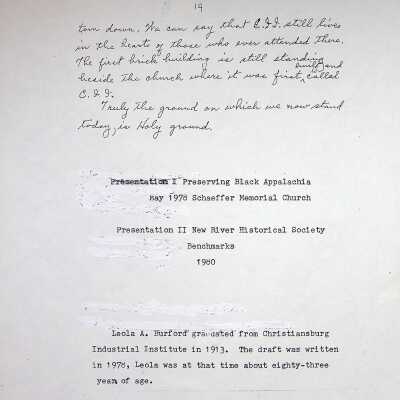 19
torn down. We can say that C.I.I. still lives
in the hearts of those who ever attended there.
The first brick building is still standing
built and
beside the church where it was first, called
C. I. I.
Truly the ground on which we now stand
today, is Holy ground.
Presentation I Preserving Black Appalachia
May 1978 Schaeffer Memorial Church
Presentation II New River Historical Society
Benchmarks
1980
Leola A. Burford graduated from Christiansburg
Industrial Institute in 1913. The draft was written
in 1978, Leola was at that time about eighty-three
years of age.